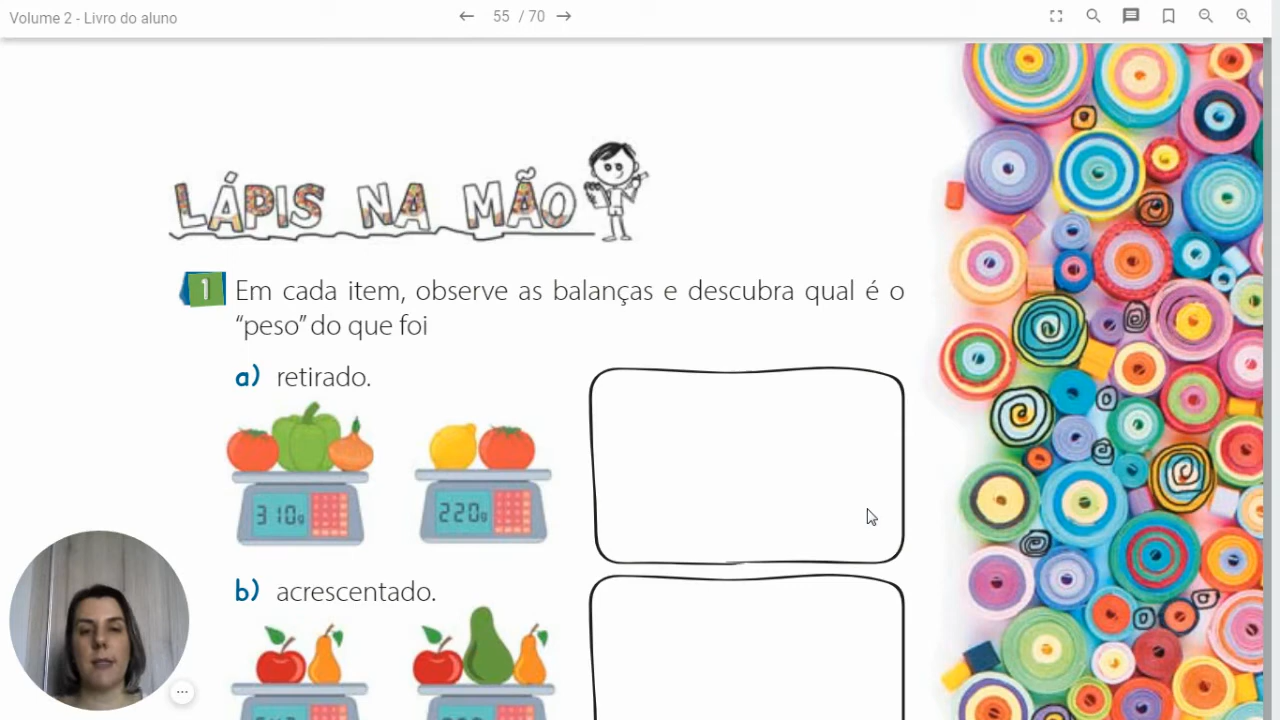 Volume 2 - Livro do aluno
55 / 70
LÁPIS NA MÃO
1 Em cada item, observe as balanças e descubra qual é o
“peso” do que foi
a) retirado.
310g 220g
b) acrescentado.